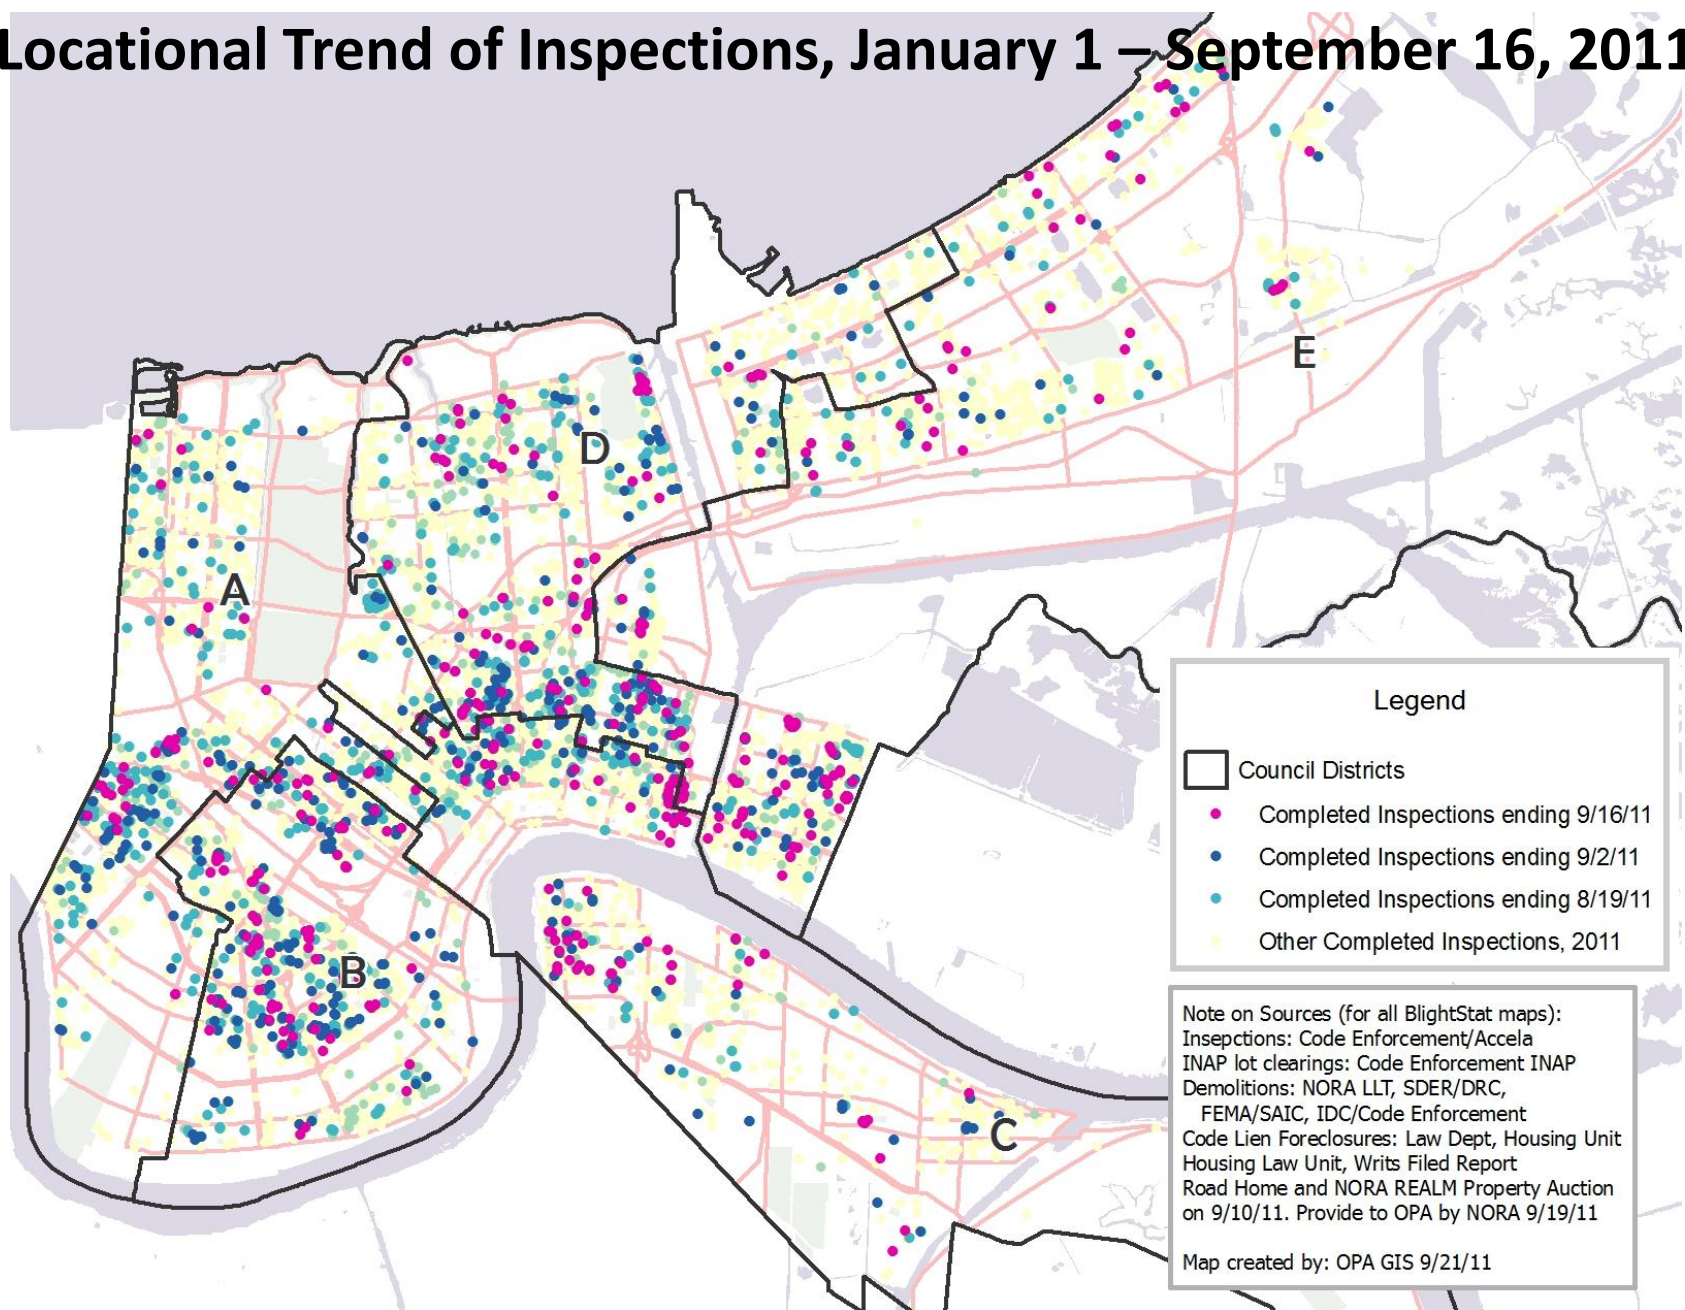 Locational Trend of Inspections, January 1 – September 16, 2011
E
D
A
B
C
Legend
Council Districts
Completed Inspections ending 9/16/11
Completed Inspections ending 9/2/11
Completed Inspections ending 8/19/11
Other Completed Inspections, 2011
Note on Sources (for all BlightStat maps):
Insepctions: Code Enforcement/Accela
INAP lot clearings: Code Enforcement INAP
Demolitions: NORA LLT, SDER/DRC,
FEMA/SAIC, IDC/Code Enforcement
Code Lien Foreclosures: Law Dept, Housing Unit
Housing Law Unit, Writs Filed Report
Road Home and NORA REALM Property Auction
on 9/10/11. Provide to OPA by NORA 9/19/11
Map created by: OPA GIS 9/21/11